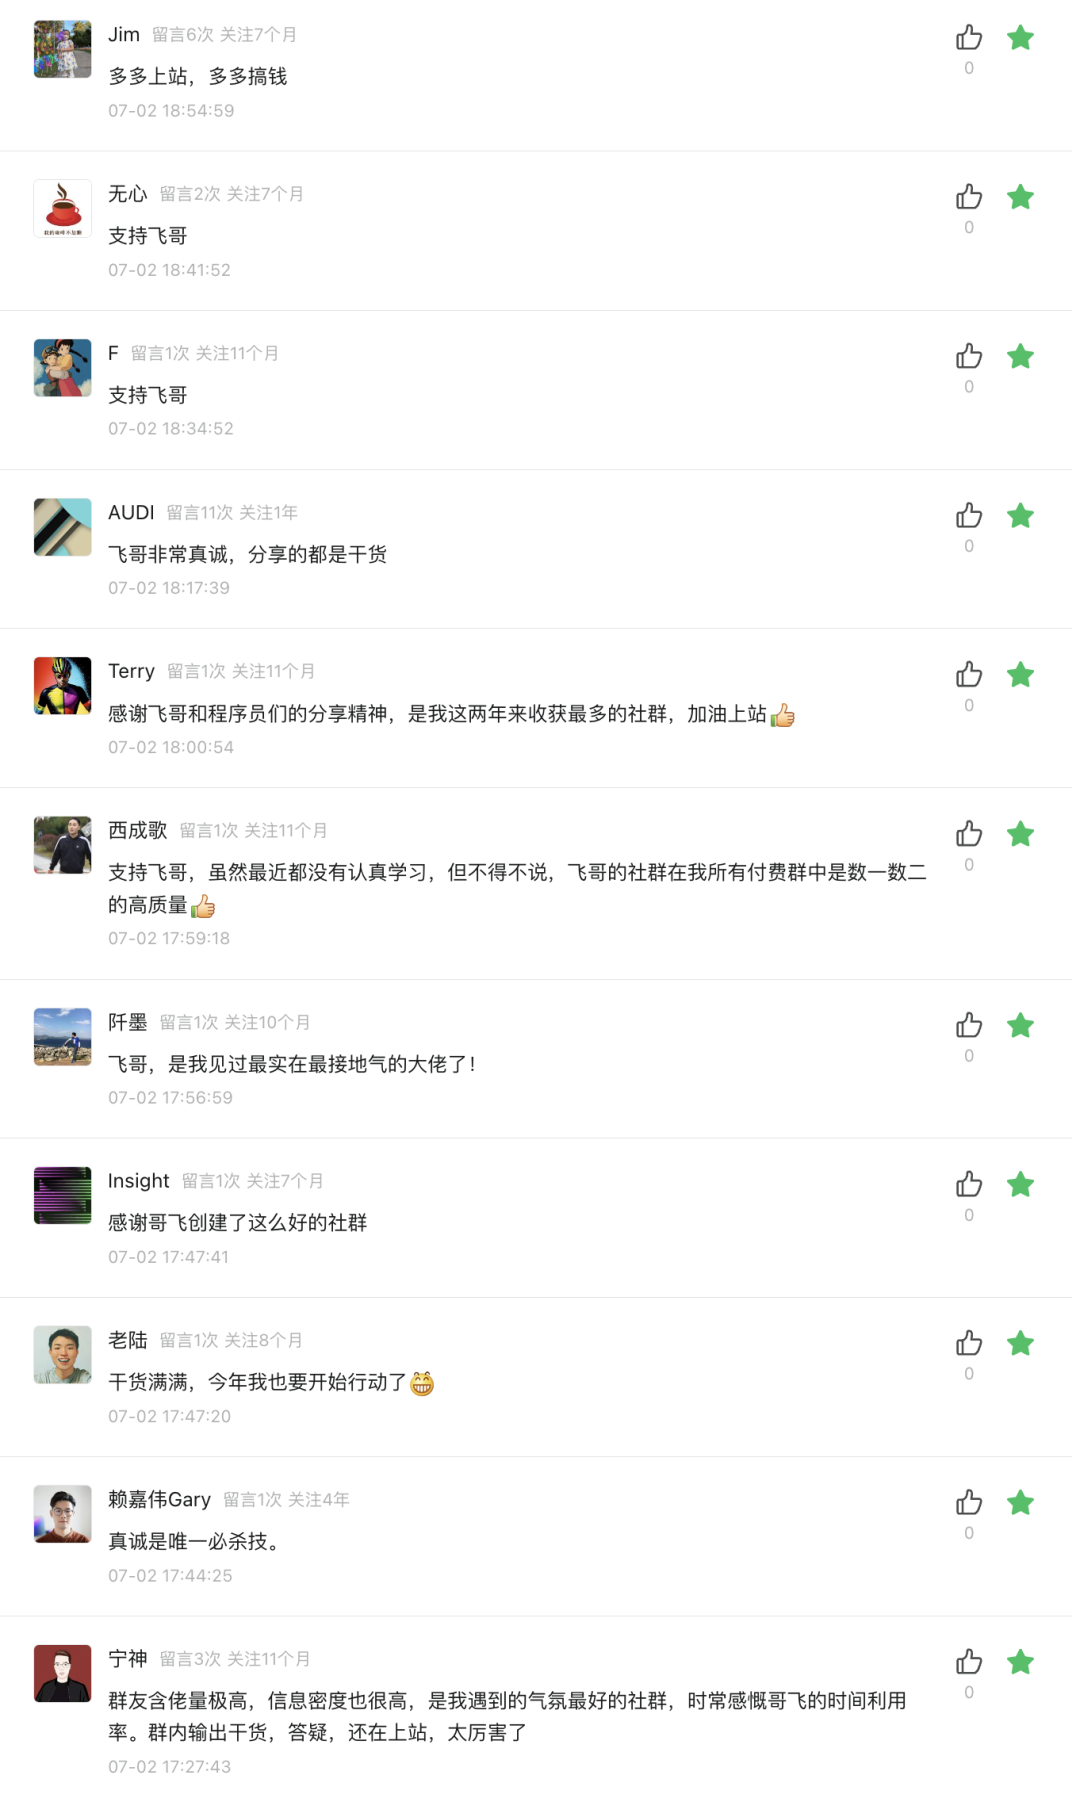 Jim 留言6次 关注7个月
多多上站，多多搞钱
07-02 18:54:59
0
无心 留言2次 关注7个月
支持飞哥
07-02 18:41:52
0
F 留言1次 关注11个月
支持飞哥
07-02 18:34:52
0
AUDI 留言11次 关注1年
飞哥非常真诚，分享的都是干货
07-02 18:17:39
0
Terry 留言1次 关注11个月
感谢飞哥和程序员们的分享精神，是我这两年来收获最多的社群，加油上站👍
07-02 18:00:54
0
西成歌 留言1次 关注11个月
支持飞哥，虽然最近都没有认真学习，但不得不说，飞哥的社群在我所有付费群中是数一数二
的高质量👍
07-02 17:59:18
0
阡墨 留言1次 关注10个月
飞哥，是我见过最实在最接地气的大佬了！
07-02 17:56:59
0
Insight 留言1次 关注7个月
感谢哥飞创建了这么好的社群
07-02 17:47:41
0
老陆 留言1次 关注8个月
干货满满，今年我也要开始行动了😁
07-02 17:47:20
0
赖嘉伟Gary 留言1次 关注4年
真诚是唯一必杀技。
07-02 17:44:25
0
宁神 留言3次 关注11个月
群友含佬量极高，信息密度也很高，是我遇到的气氛最好的社群，时常感慨哥飞的时间利用
率。群内输出干货，答疑，还在上站，太厉害了
07-02 17:27:43
0